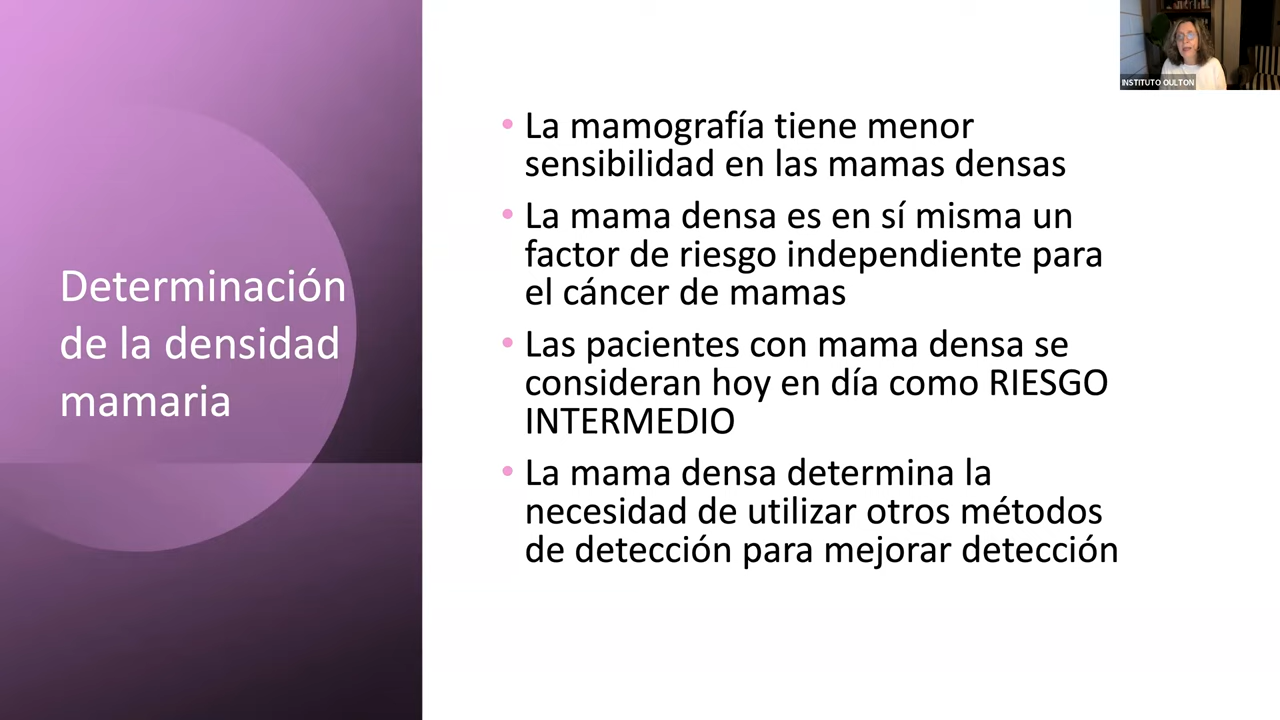 Determinación
de la densidad
mamaria
• La mamografía tiene menor
sensibilidad en las mamas densas
• La mama densa es en sí misma un
factor de riesgo independiente para
el cáncer de mamas
• Las pacientes con mama densa se
consideran hoy en día como RIESGO
INTERMEDIO
• La mama densa determina la
necesidad de utilizar otros métodos
de detección para mejorar detección
INSTITUTO OULTON